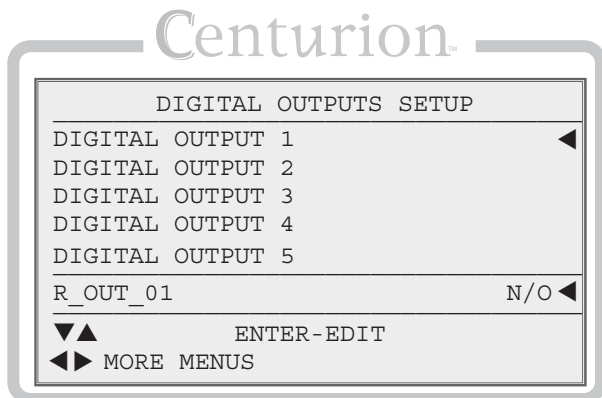 Centurion™
DIGITAL OUTPUTS SETUP
DIGITAL OUTPUT 1 ◀
DIGITAL OUTPUT 2
DIGITAL OUTPUT 3
DIGITAL OUTPUT 4
DIGITAL OUTPUT 5
R_OUT_01 N/O ◀
▼▲ ENTER-EDIT
◀▶ MORE MENUS